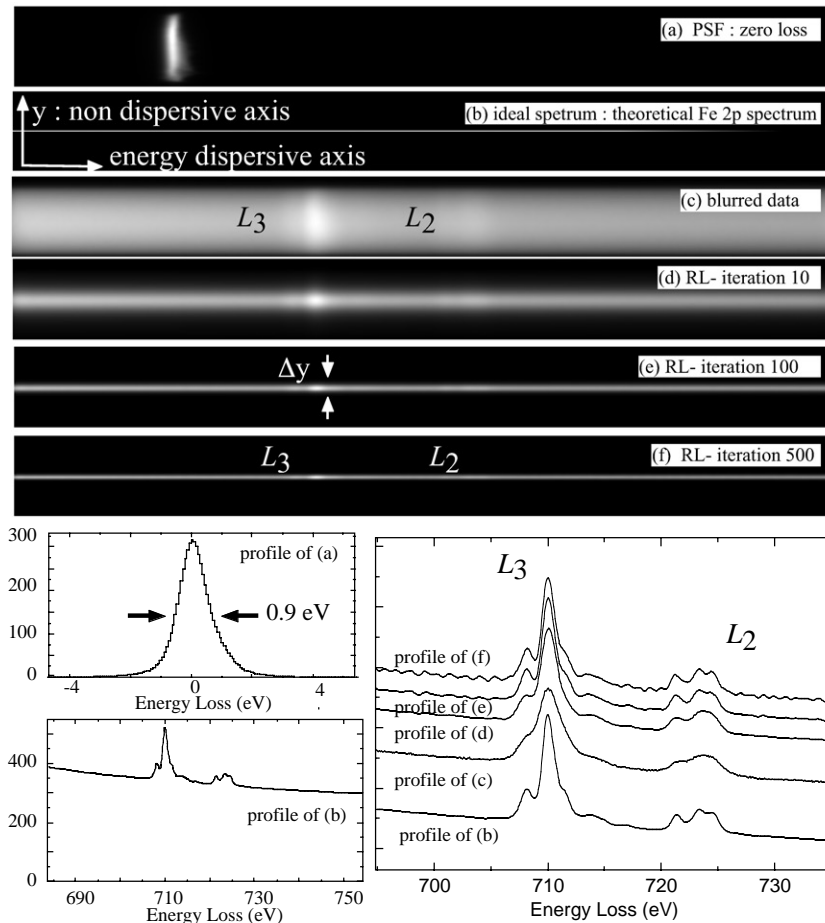 (a) PSF : zero loss
y : non dispersive axis
(b) ideal spetrum : theoretical Fe 2p spectrum
energy dispersive axis
(c) blurred data
L3
L2
(d) RL- iteration 10
Δy
(e) RL- iteration 100
L3
L2
(f) RL- iteration 500
300
200
100
0
profile of (a)
0.9 eV
-4
0
4
Energy Loss (eV)
400
300
200
100
0
profile of (b)
690
710
730
750
Energy Loss (eV)
L3
L2
profile of (f)
profile of (e)
profile of (d)
profile of (c)
profile of (b)
700
710
720
730
Energy Loss (eV)